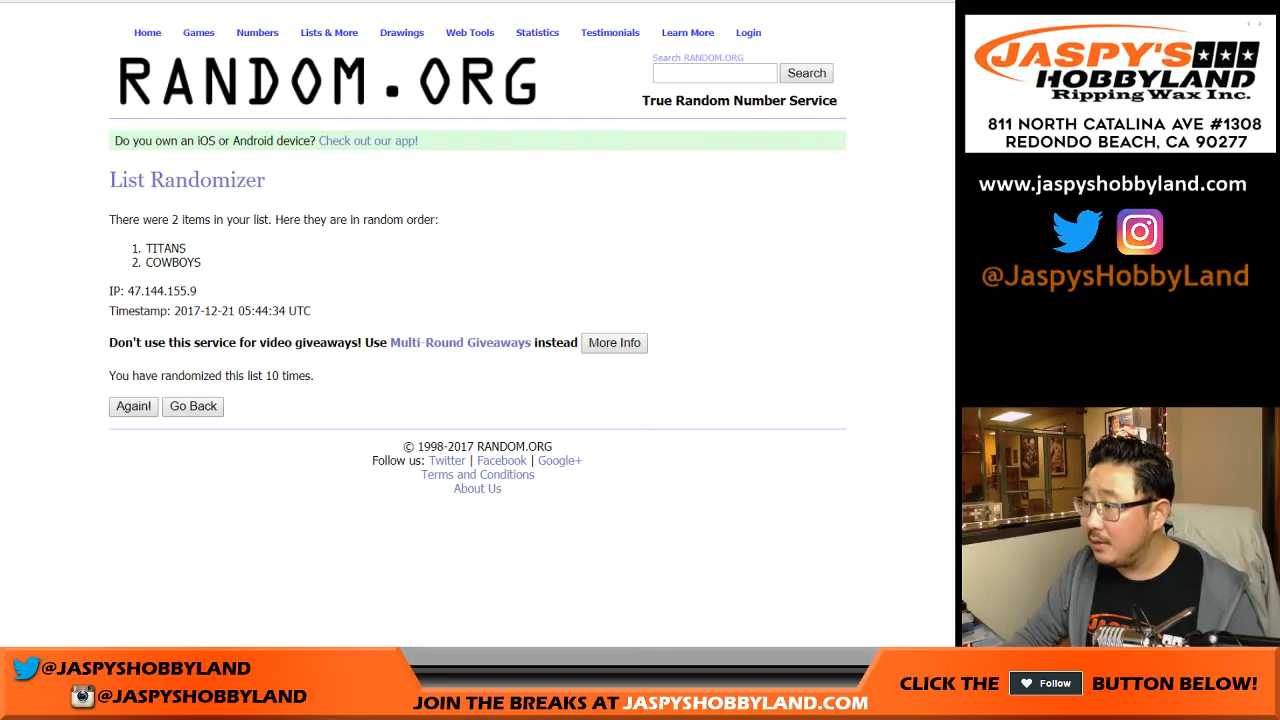 Home Games Numbers Lists & More Drawings Web Tools Statistics Testimonials Learn More Login
RANDOM.ORG
Search RANDOM.ORG
Search
True Random Number Service
Do you own an iOS or Android device? Check out our app!
List Randomizer
There were 2 items in your list. Here they are in random order:
1. TITANS
2. COWBOYS
IP: 47.144.155.9
Timestamp: 2017-12-21 05:44:34 UTC
Don't use this service for video giveaways! Use Multi-Round Giveaways instead More Info
You have randomized this list 10 times.
Again! Go Back
© 1998-2017 RANDOM.ORG
Follow us: Twitter | Facebook | Google+
Terms and Conditions
About Us
JASPY'S
HOBBYLAND
Ripping Wax Inc.
811 NORTH CATALINA AVE #1308
REDONDO BEACH, CA 90277
www.jaspyshobbyland.com
@JaspysHobbyLand
@JASPYSHOBBYLAND
@JASPYSHOBBYLAND
JOIN THE BREAKS AT JASPYSHOBBYLAND.COM
CLICK THE Follow BUTTON BELOW!